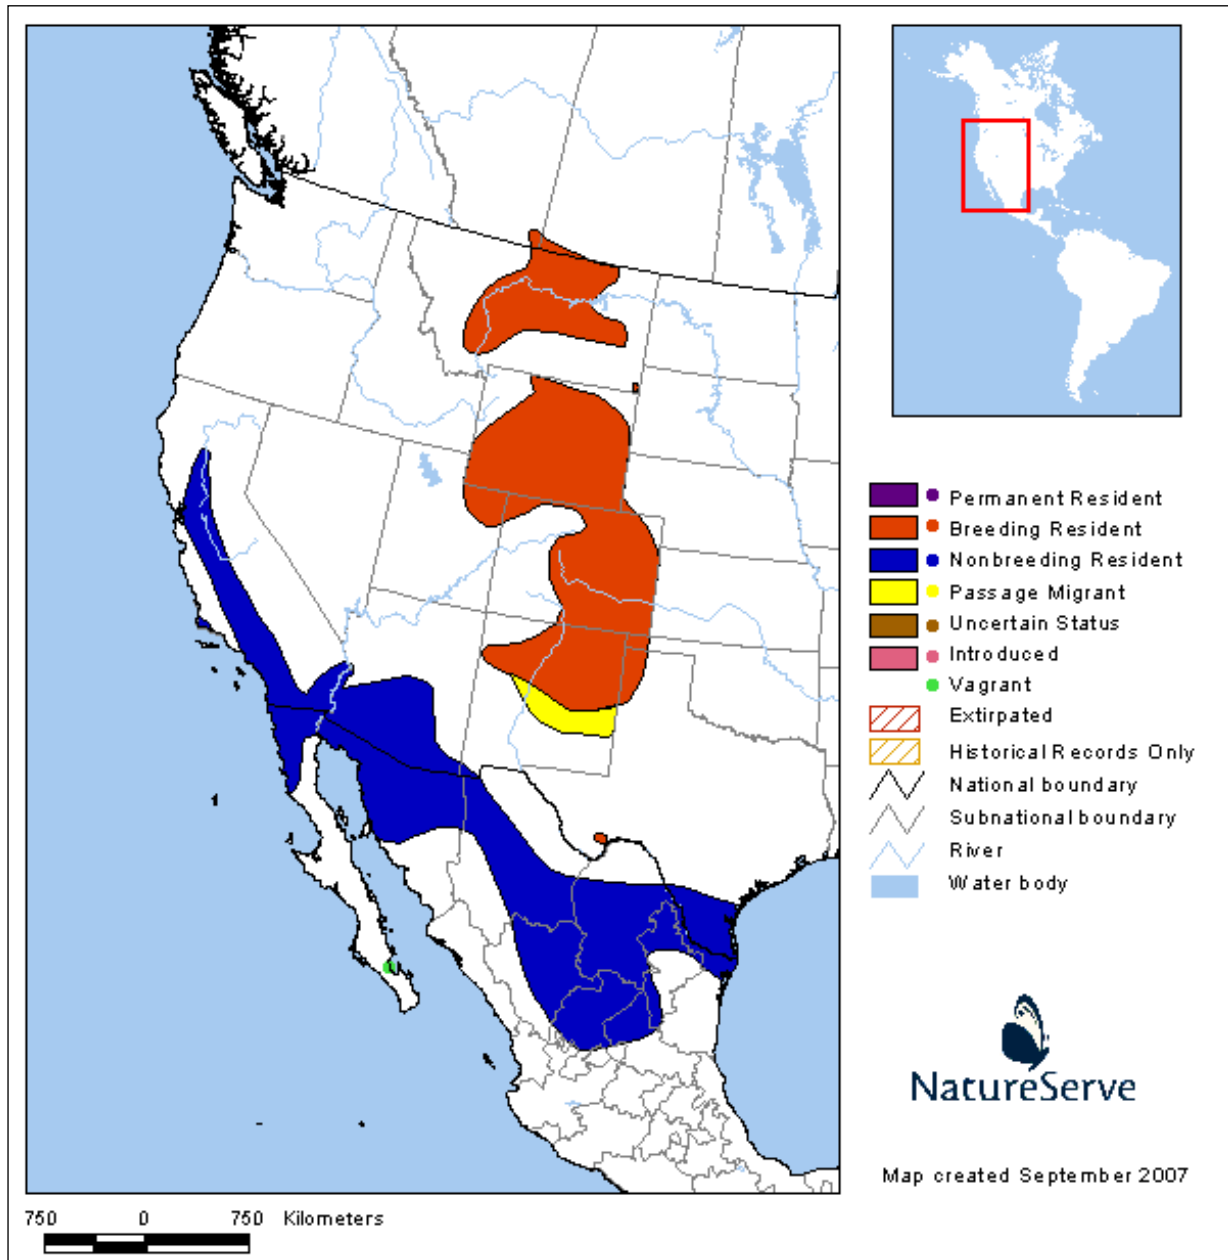 Permanent Resident
Breeding Resident
Nonbreeding Resident
Passage Migrant
Uncertain Status
Introduced
Vagrant
Extirpated
Historical Records Only
National boundary
Subnational boundary
River
Water body
NatureServe
Map created September 2007
750 0 750 Kilometers